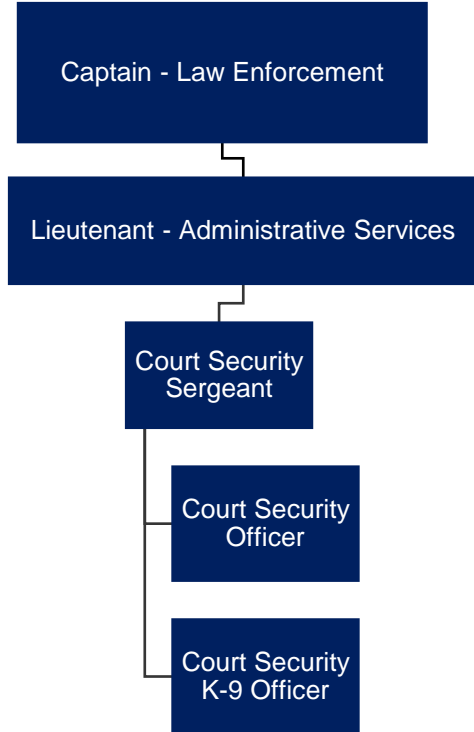 Captain - Law Enforcement
Lieutenant - Administrative Services
Court Security
Sergeant
Court Security
Officer
Court Security
K-9 Officer